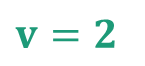 v = 2